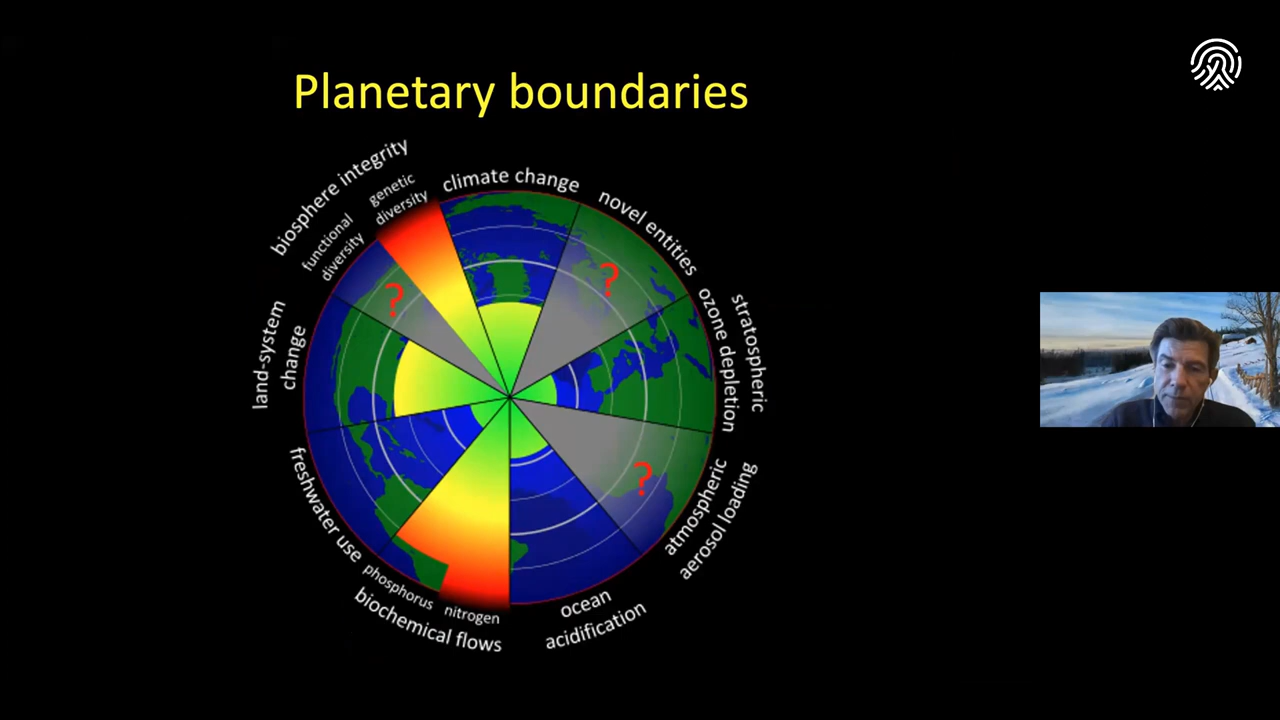 Planetary boundaries
biosphere integrity
functional
diversity
genetic
diversity
climate change
novel entities
stratospheric
ozone depletion
atmospheric
aerosol loading
ocean
acidification
nitrogen
phosphorus
biochemical flows
freshwater use
land-system
change
?
?
?